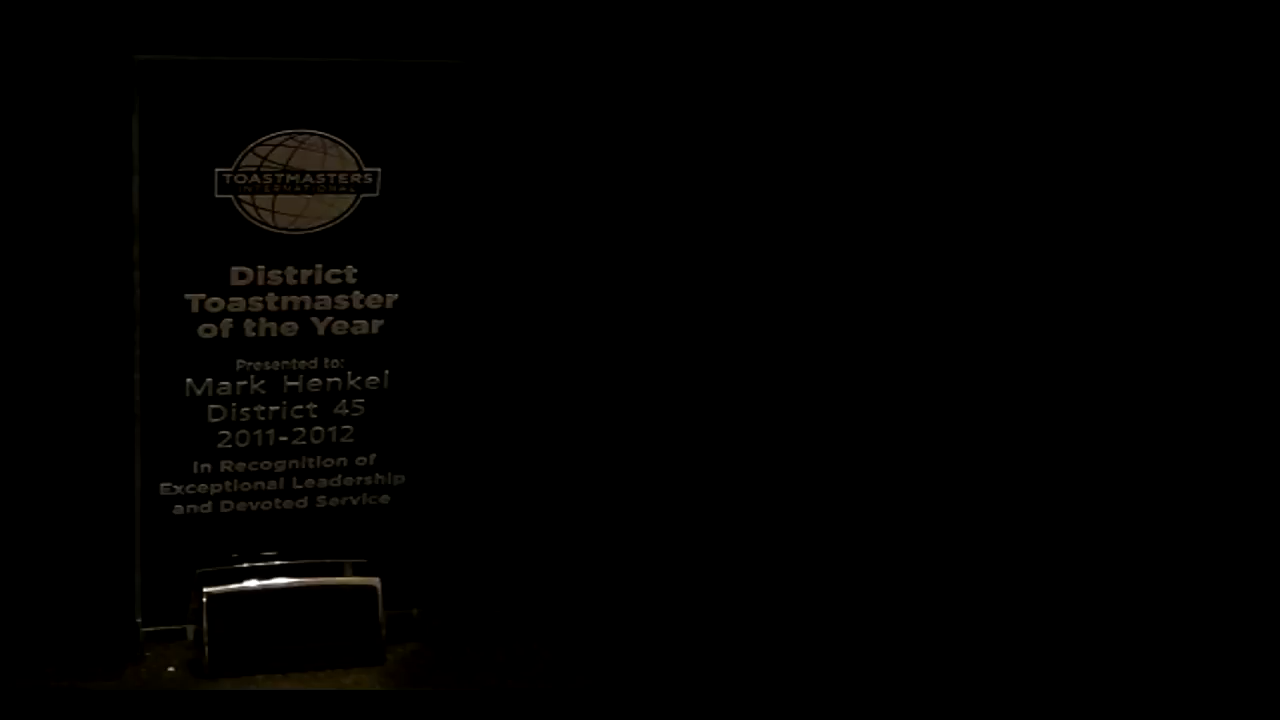 TOASTMASTERS
INTERNATIONAL
District
Toastmaster
of the Year
Presented to:
Mark Henkel
District 45
2011-2012
In Recognition of
Exceptional Leadership
and Devoted Service